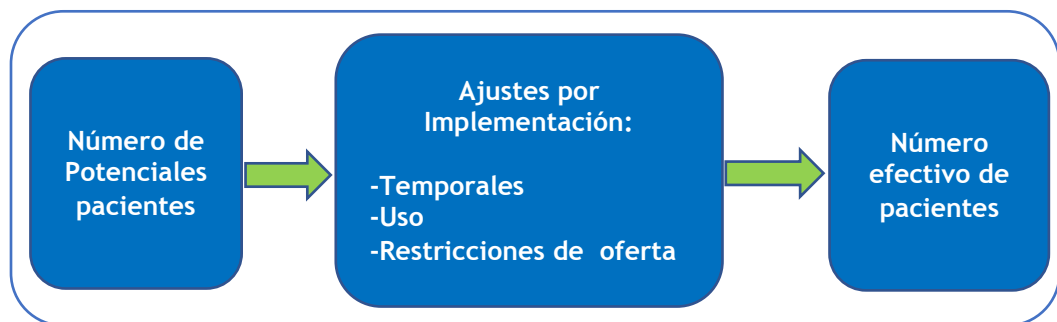 Número de
Potenciales
pacientes
Ajustes por
Implementación:
-Temporales
-Uso
-Restricciones de oferta
Número
efectivo de
pacientes